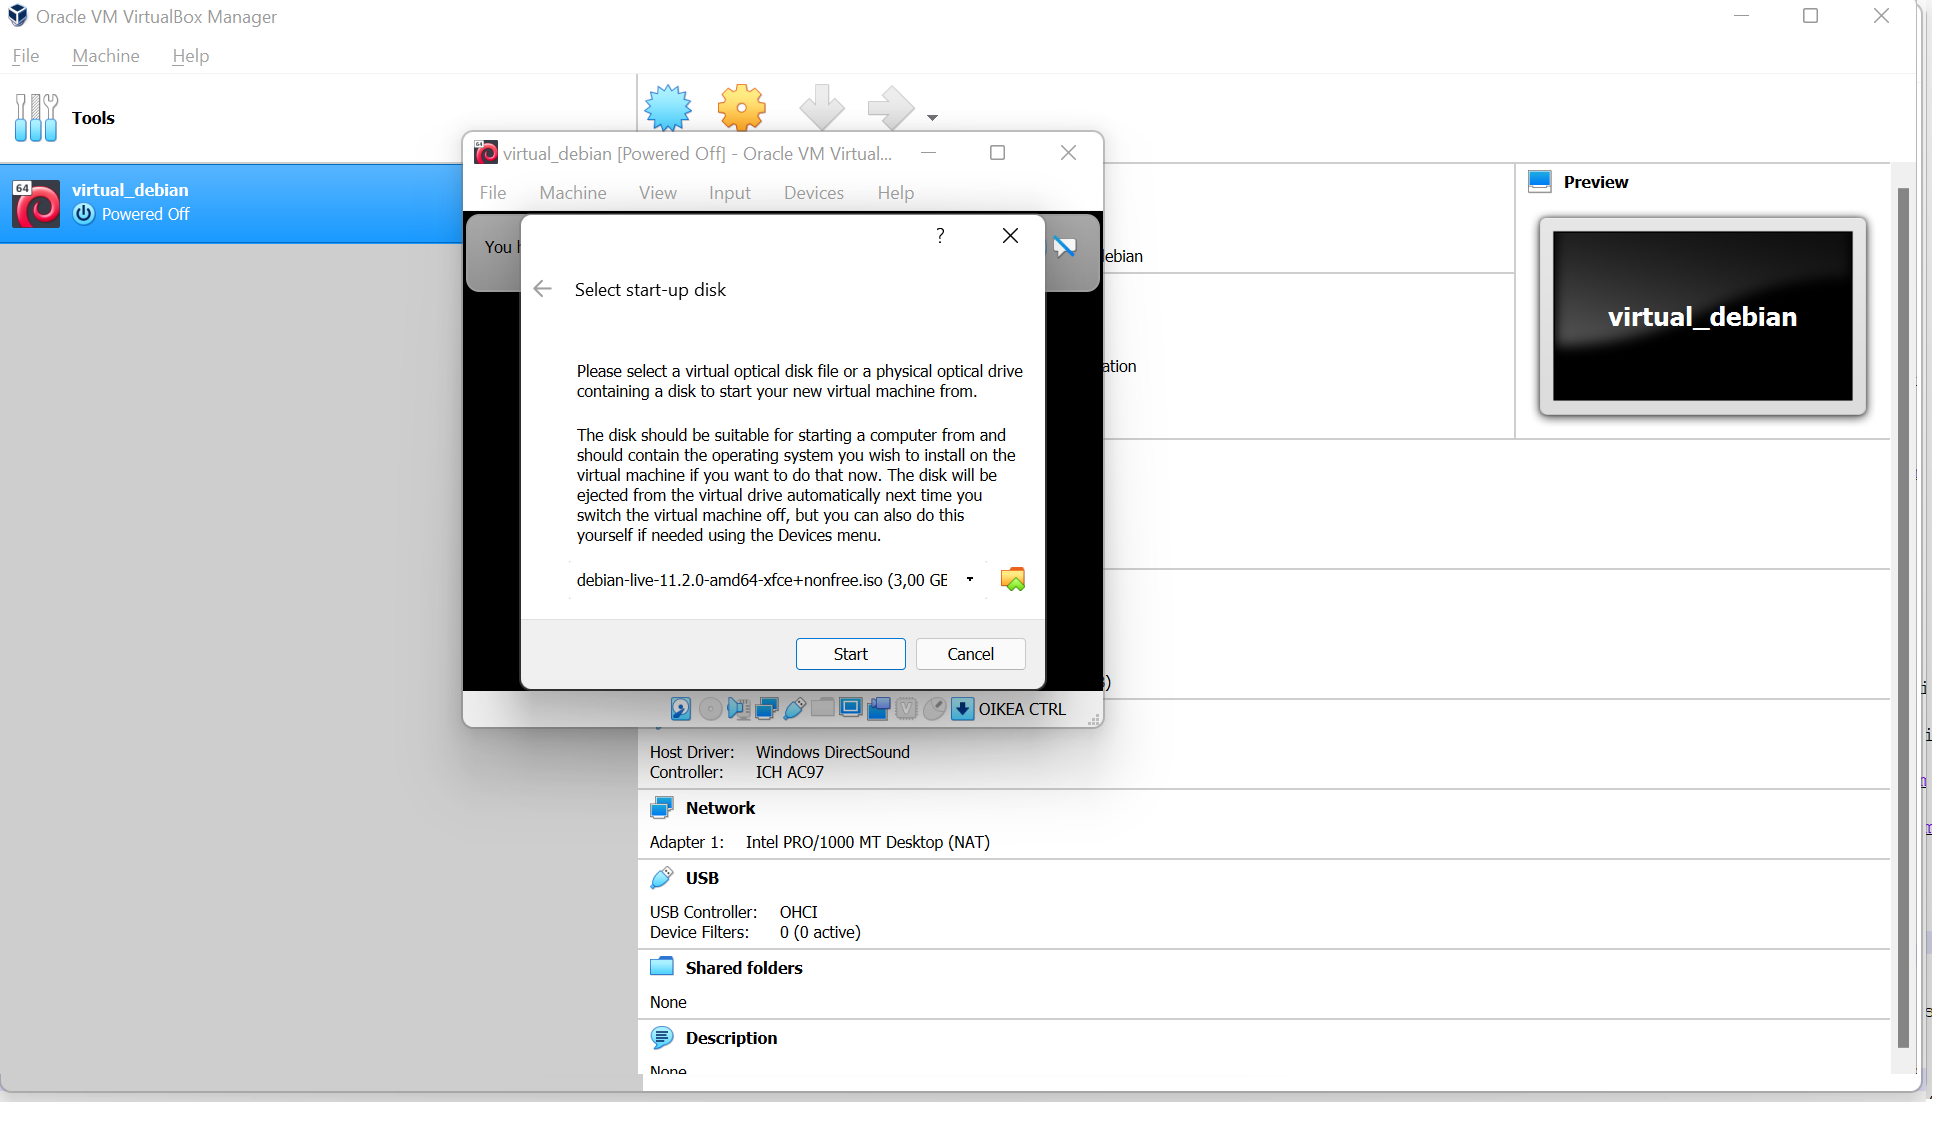 Oracle VM VirtualBox Manager
File Machine Help
Tools
64
virtual_debian
Powered Off
64
virtual_debian [Powered Off] - Oracle VM Virtual...
File Machine View Input Devices Help
You
?
Select start-up disk
Please select a virtual optical disk file or a physical optical drive
containing a disk to start your new virtual machine from.
The disk should be suitable for starting a computer from and
should contain the operating system you wish to install on the
virtual machine if you want to do that now. The disk will be
ejected from the virtual drive automatically next time you
switch the virtual machine off, but you can also do this
yourself if needed using the Devices menu.
debian-live-11.2.0-amd64-xfce+nonfree.iso (3,00 GB
Start Cancel
V
OIKEA CTRL
ebian
ation
)
Preview
virtual_debian
Host Driver: Windows DirectSound
Controller: ICH AC97
Network
Adapter 1: Intel PRO/1000 MT Desktop (NAT)
USB
USB Controller: OHCI
Device Filters: 0 (0 active)
Shared folders
None
Description
None